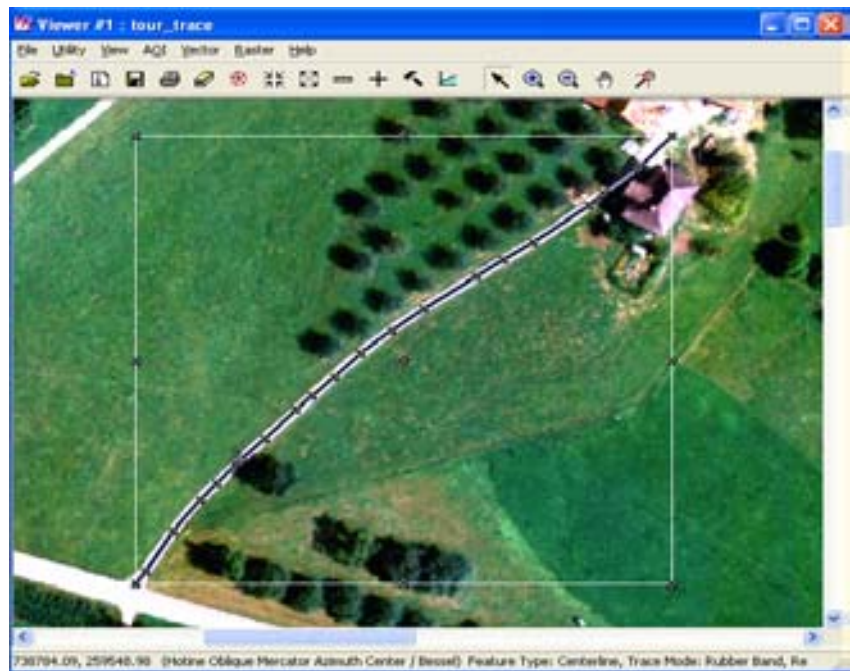 Viewer #1 : tour_trace
File Utility View AOI Vector Raster Help
738784.09, 259548.98 (Hotine Oblique Mercator Azimuth Center / Bessel) Feature Type: Centerline, Trace Mode: Rubber Band, Re